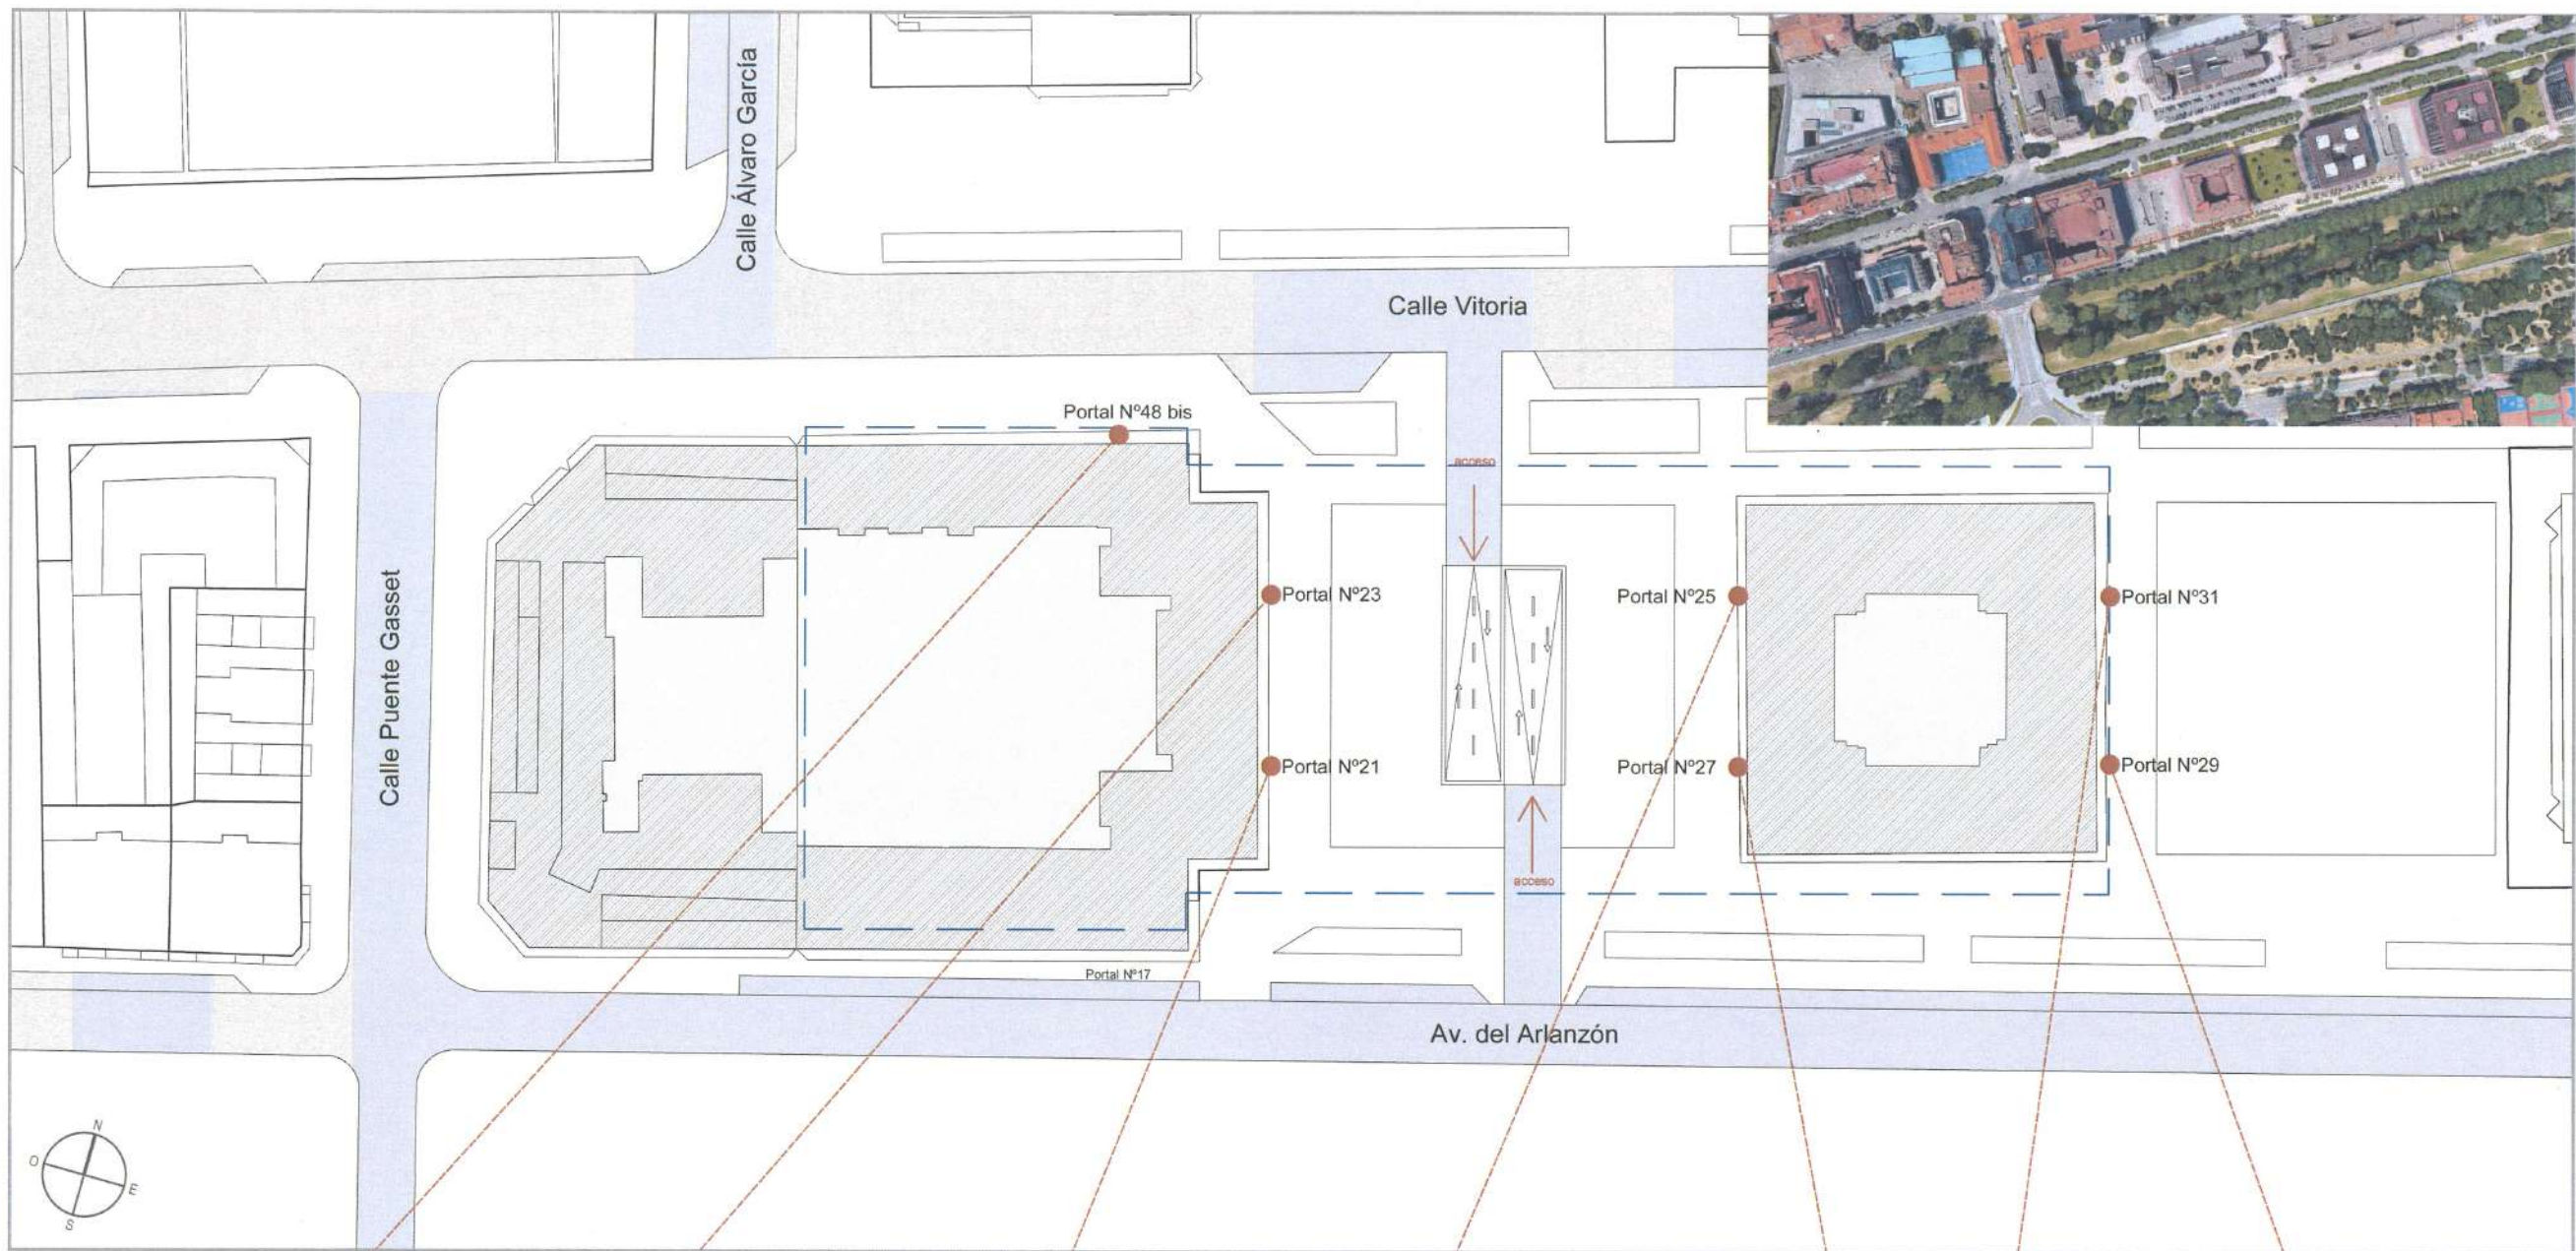 Calle Álvaro García
Calle Vitoria
Portal Nº48 bis
acceso
Calle Puente Gasset
Portal Nº23
Portal Nº25
Portal Nº31
Portal Nº21
Portal Nº27
Portal Nº29
acceso
Portal Nº17
Av. del Arlanzón
N
O
E
S